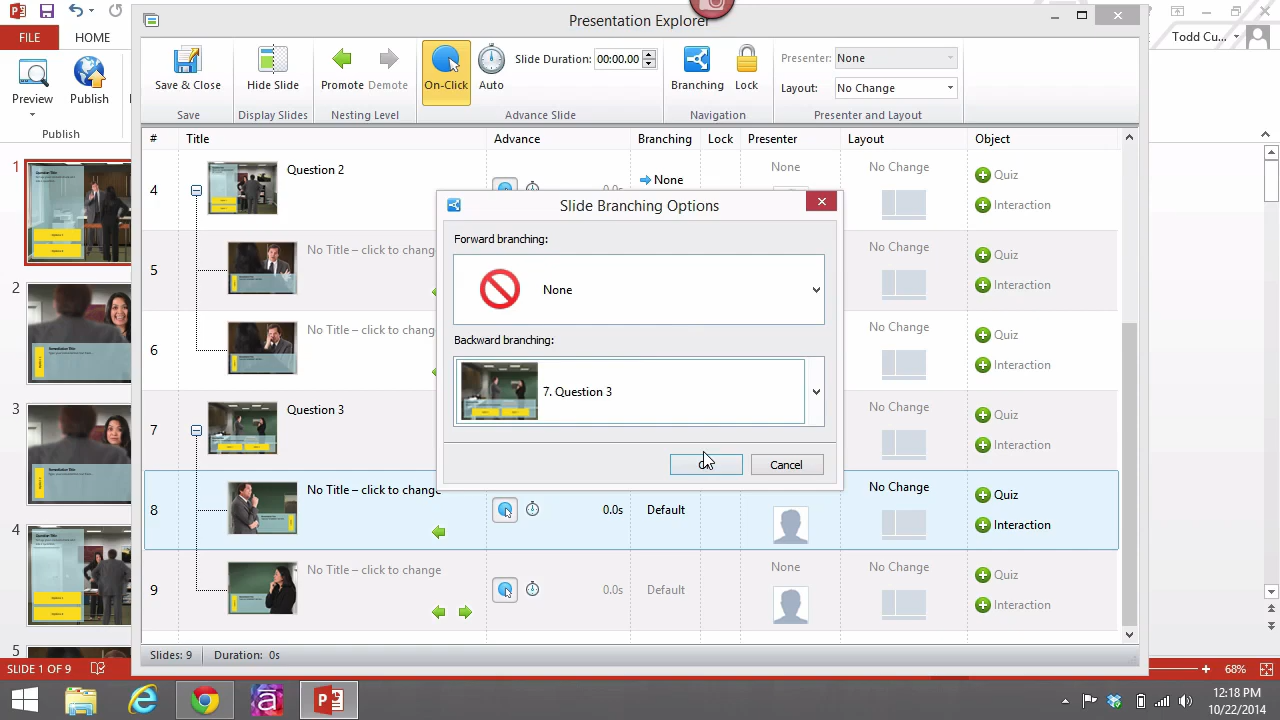 Presentation Explorer
FILE
HOME
Todd Cu...
Preview
Publish
Publish
Save & Close
Save
Hide Slide
Display Slides
Promote
Demote
Nesting Level
On-Click
Auto
Slide Duration:
00:00.00
Advance Slide
Branching
Lock
Navigation
Presenter:
None
Layout:
No Change
Presenter and Layout
#
Title
Advance
Branching
Lock
Presenter
Layout
Object
4
Question 2
0.0s
None
None
No Change
Quiz
Interaction
5
No Title – click to change
No Change
Quiz
Interaction
6
No Title – click to change
No Change
Quiz
Interaction
7
Question 3
No Change
Quiz
Interaction
8
No Title – click to change
0.0s
Default
No Change
Quiz
Interaction
9
No Title – click to change
0.0s
Default
None
No Change
Quiz
Interaction
Slide Branching Options
Forward branching:
None
Backward branching:
7. Question 3
Cancel
Slides: 9
Duration: 0s
1
2
3
4
5
SLIDE 1 OF 9
68%
12:18 PM
10/22/2014